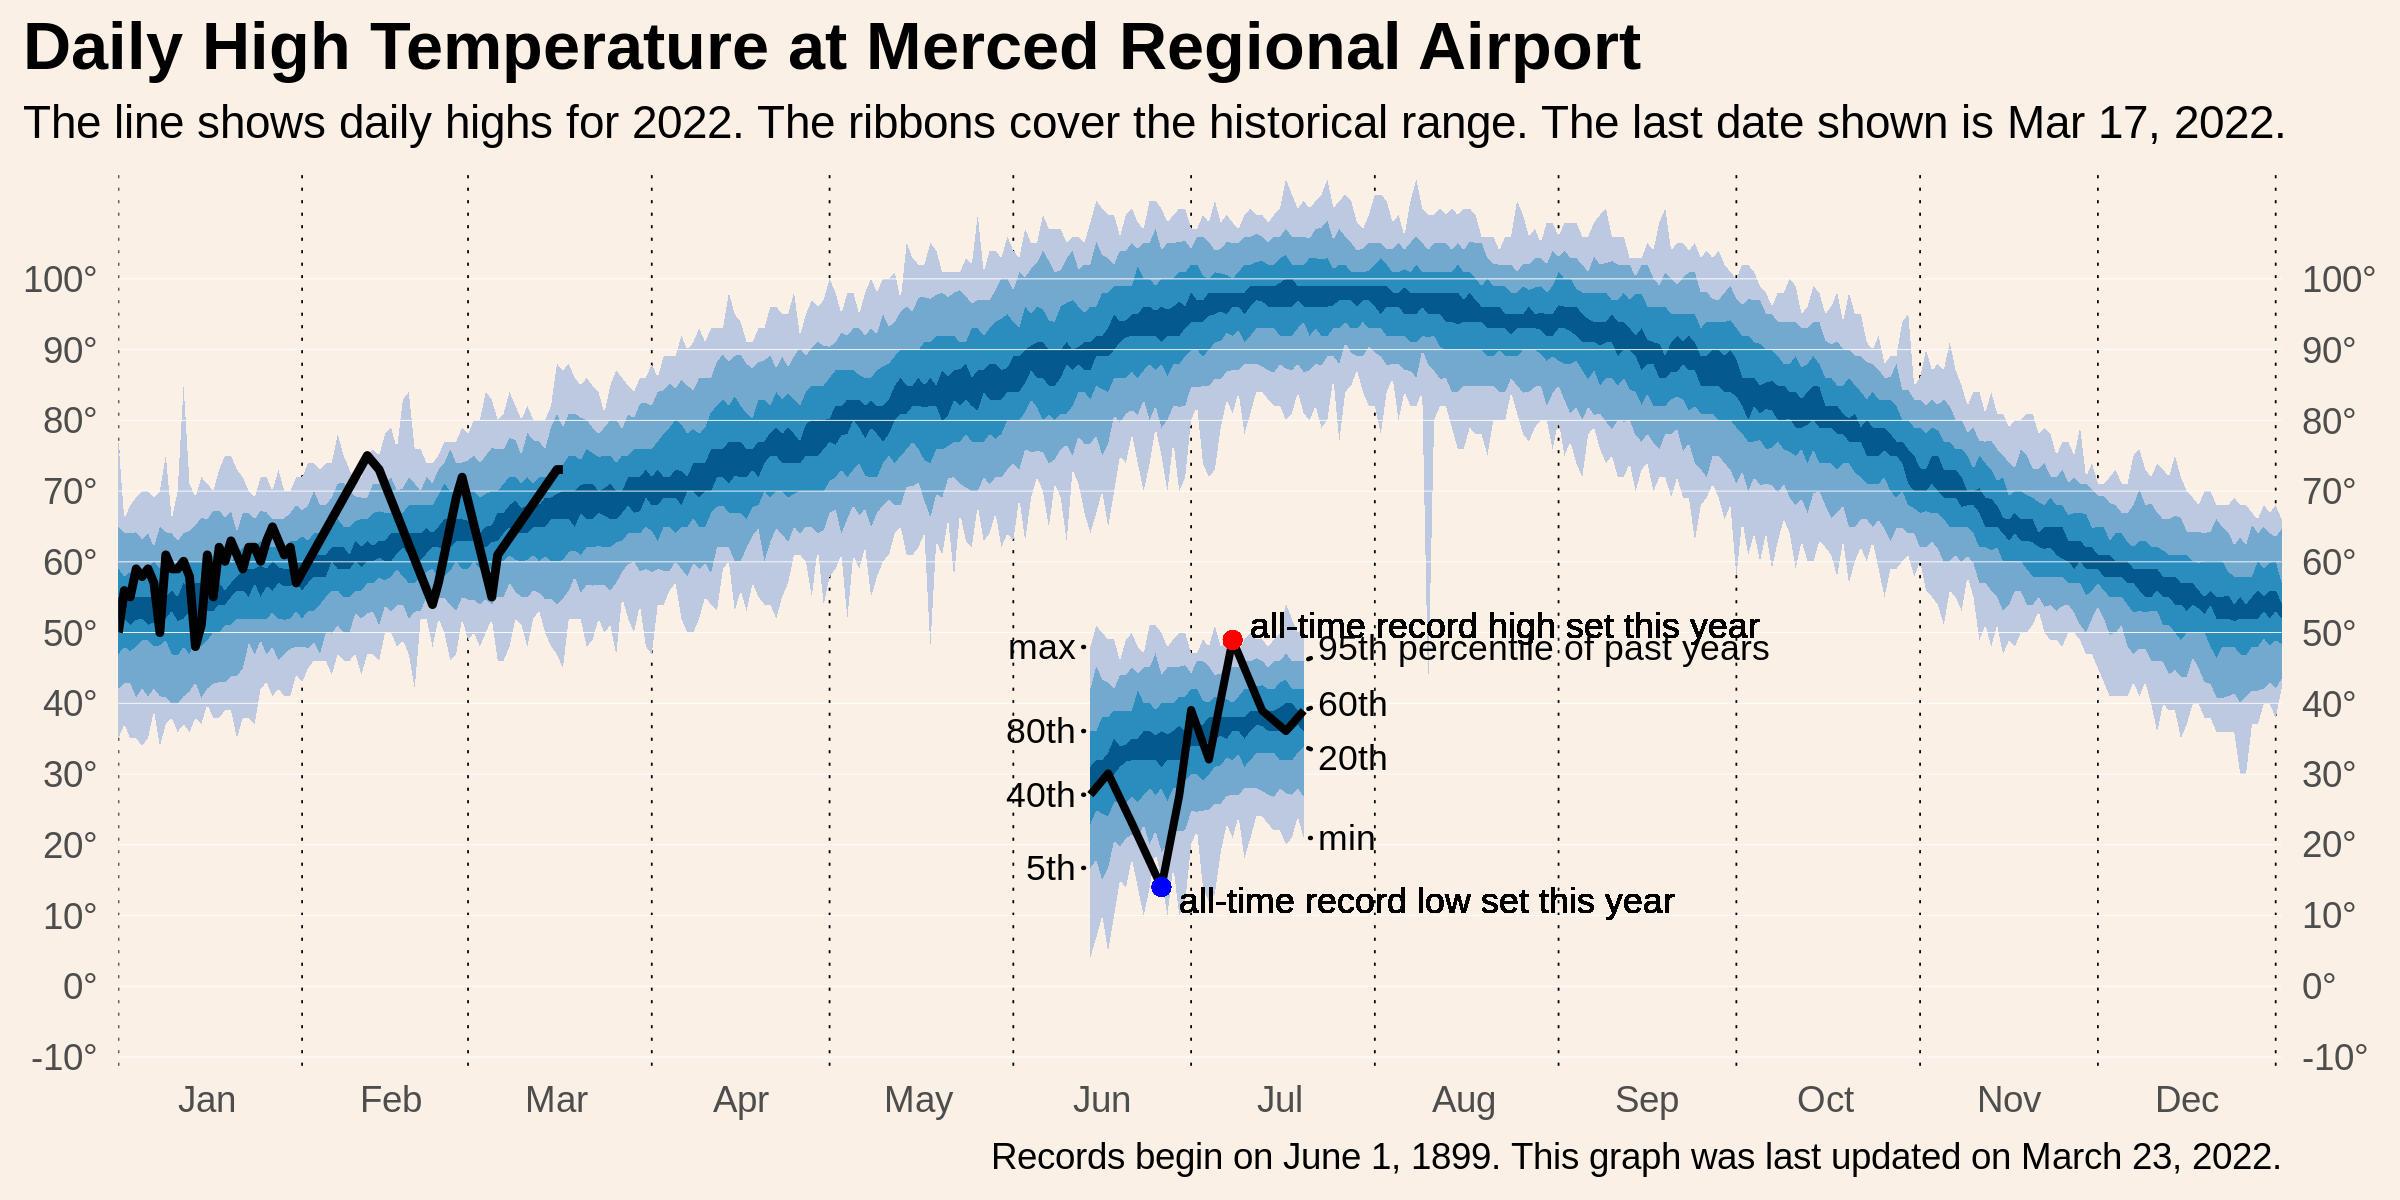 Daily High Temperature at Merced Regional Airport
The line shows daily highs for 2022. The ribbons cover the historical range. The last date shown is Mar 17, 2022.
100° 100°
90° 90°
80° 80°
70° 70°
60° 60°
50° 50°
40° 40°
30° 30°
20° 20°
10° 10°
0° 0°
-10° -10°
all-time record high set this year
max
95th percentile of past years
60th
80th
20th
40th
min
5th
all-time record low set this year
Jan Feb Mar Apr May Jun Jul Aug Sep Oct Nov Dec
Records begin on June 1, 1899. This graph was last updated on March 23, 2022.